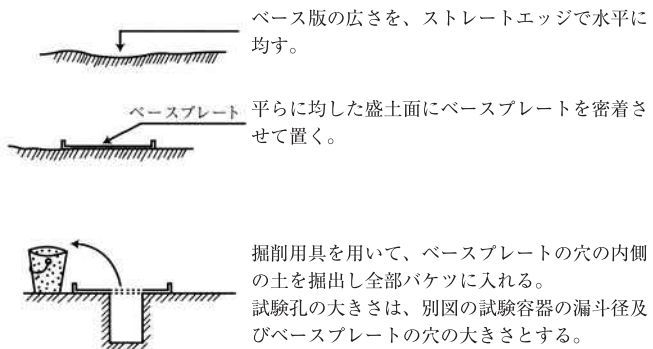 ベース版の広さを、ストレートエッジで水平に
均す。
ベースプレート
平らに均した盛土面にベースプレートを密着さ
せて置く。
掘削用具を用いて、ベースプレートの穴の内側
の土を掘出し全部バケツに入れる。
試験孔の大きさは、別図の試験容器の漏斗径及
びベースプレートの穴の大きさとする。